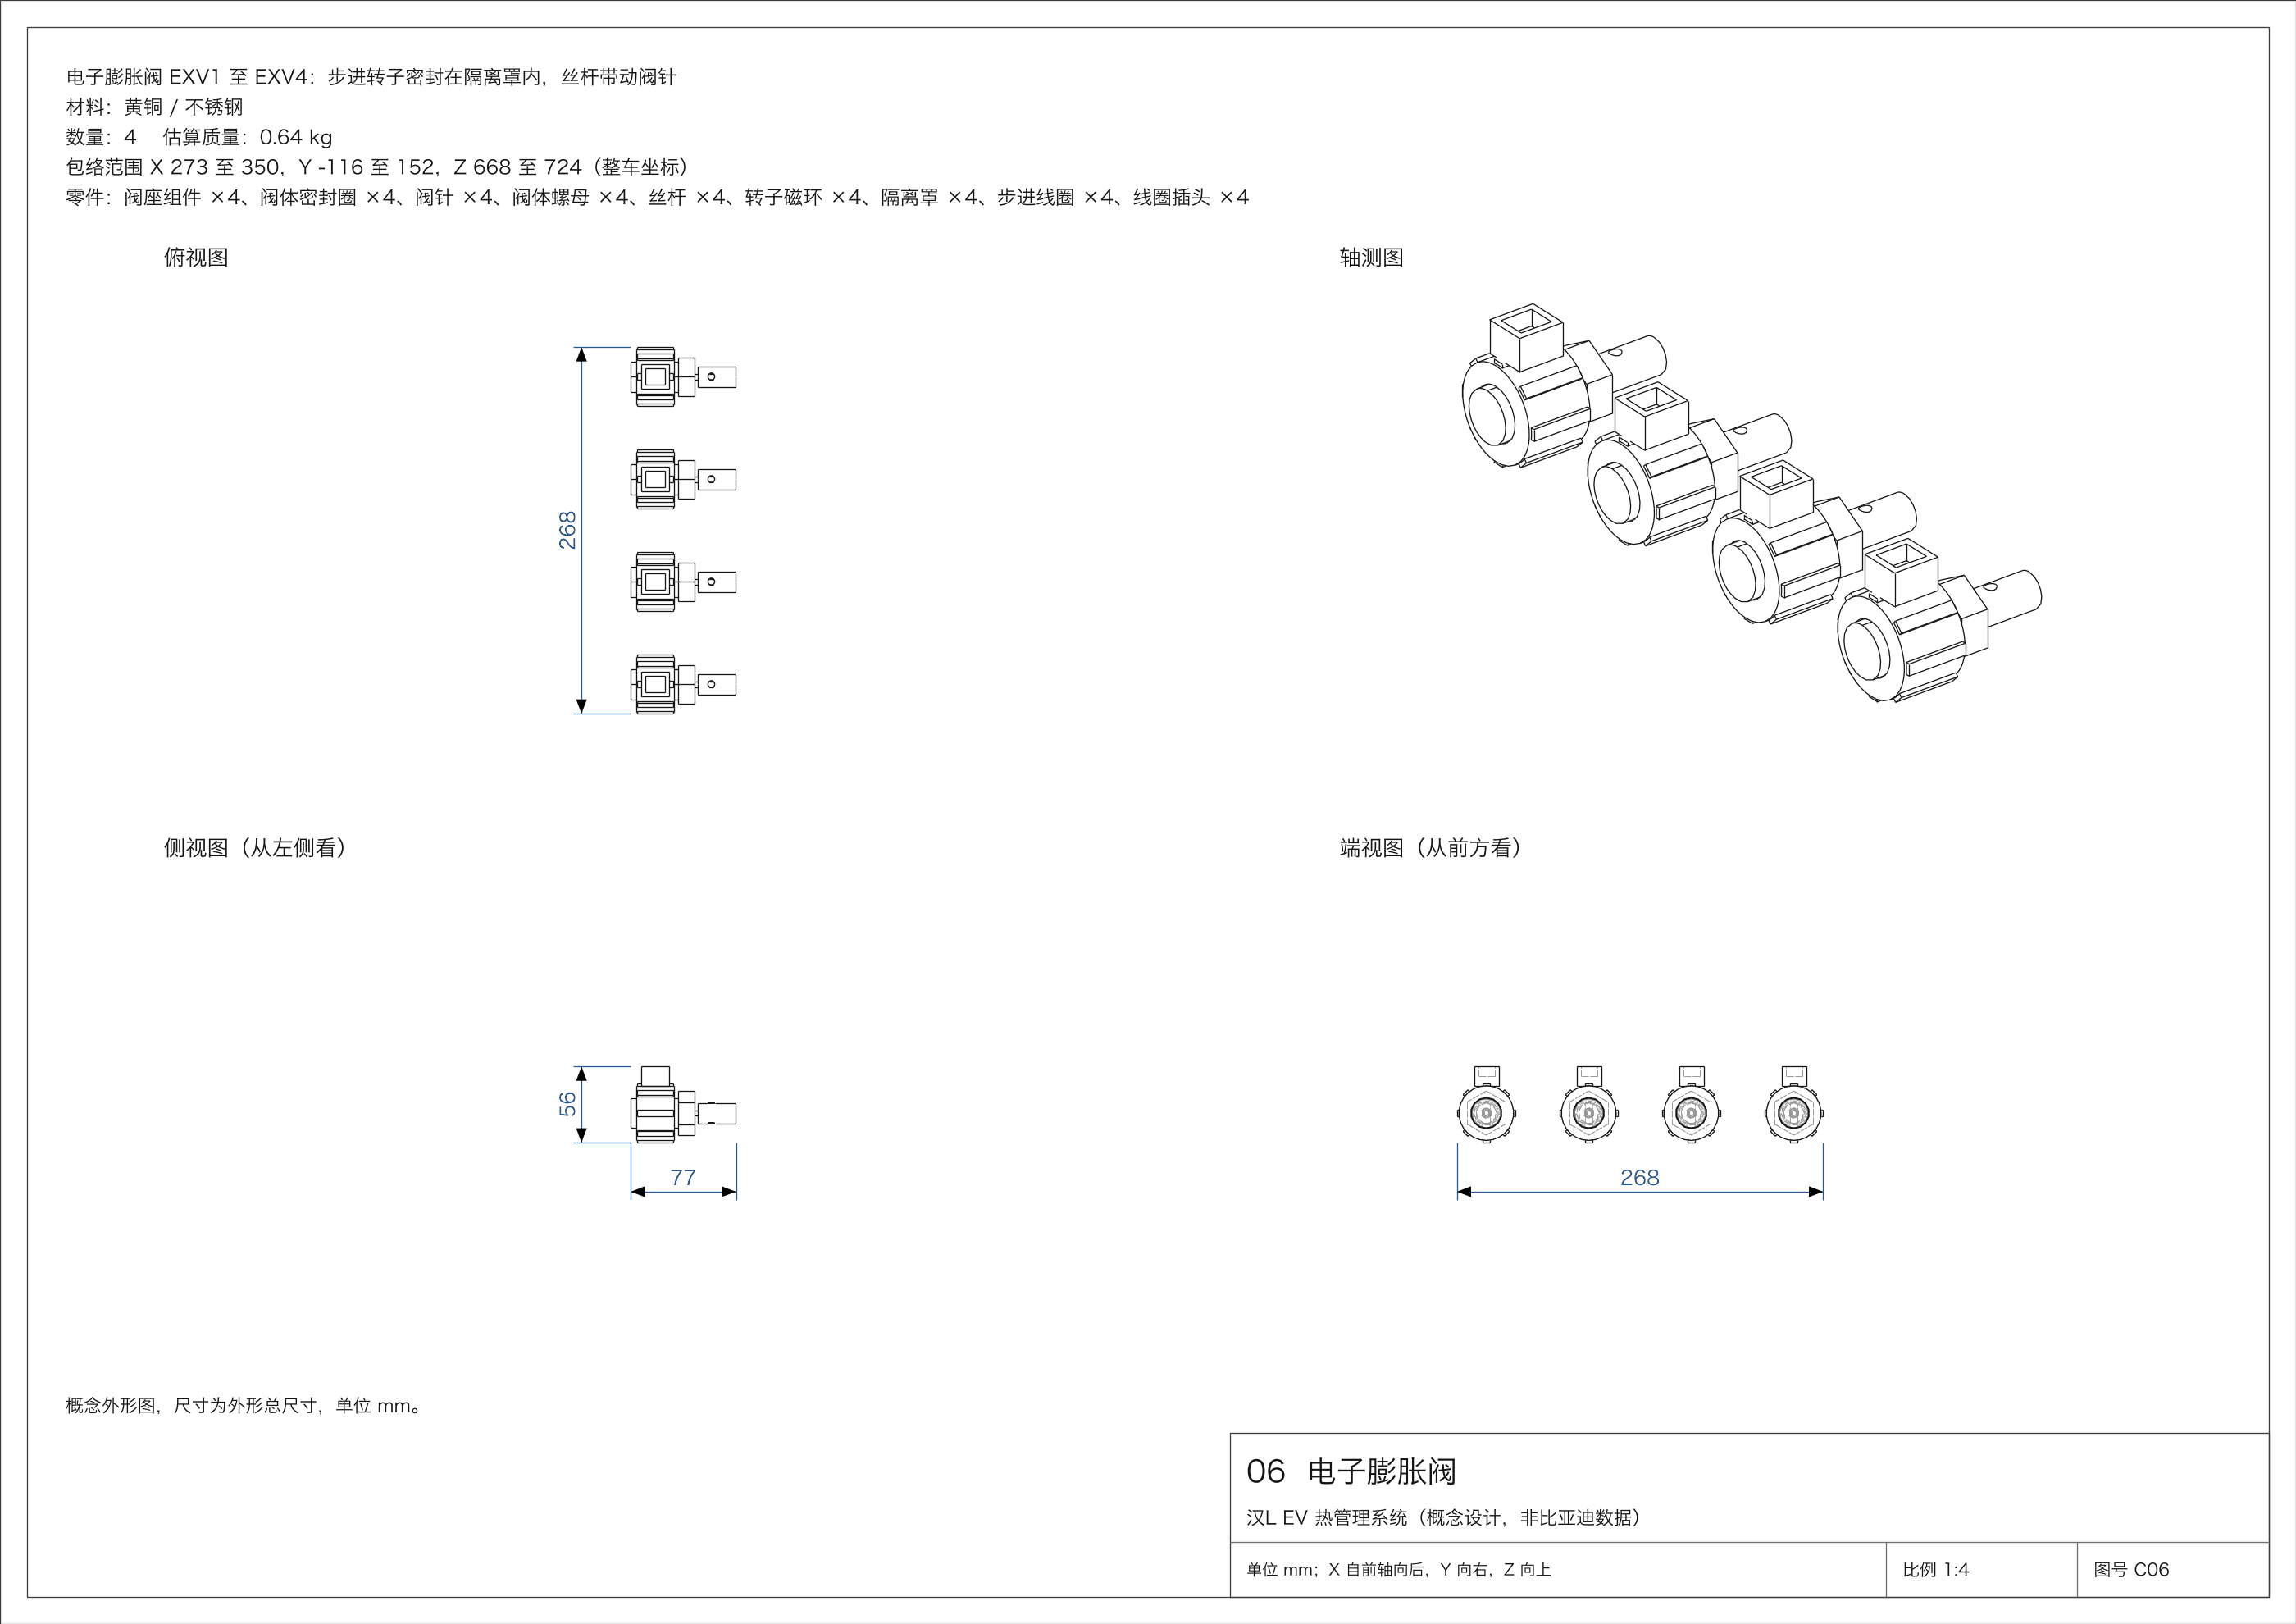 电子膨胀阀 EXV1 至 EXV4：步进转子密封在隔离罩内，丝杆带动阀针
材料：黄铜 / 不锈钢
数量：4 估算质量：0.64 kg
包络范围 X 273 至 350，Y -116 至 152，Z 668 至 724（整车坐标）
零件：阀座组件 ×4、阀体密封圈 ×4、阀针 ×4、阀体螺母 ×4、丝杆 ×4、转子磁环 ×4、隔离罩 ×4、步进线圈 ×4、线圈插头 ×4
俯视图
轴测图
268
侧视图（从左侧看）
端视图（从前方看）
56
77
268
概念外形图，尺寸为外形总尺寸，单位 mm。
06 电子膨胀阀
汉L EV 热管理系统（概念设计，非比亚迪数据）
单位 mm；X 自前轴向后，Y 向右，Z 向上
比例 1:4
图号 C06